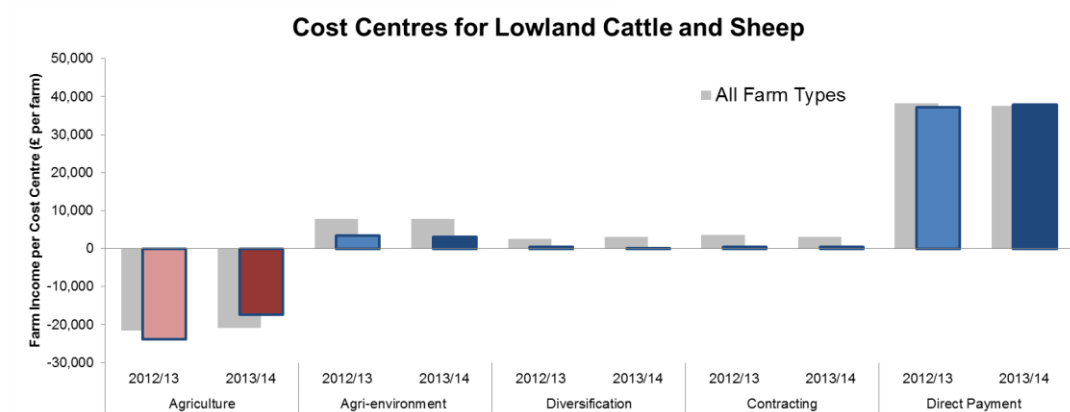 Cost Centres for Lowland Cattle and Sheep
Farm Income per Cost Centre (£ per farm)
50,000
40,000
30,000
20,000
10,000
0
-10,000
-20,000
-30,000
All Farm Types
2012/13 2013/14 2012/13 2013/14 2012/13 2013/14 2012/13 2013/14 2012/13 2013/14
Agriculture Agri-environment Diversification Contracting Direct Payment